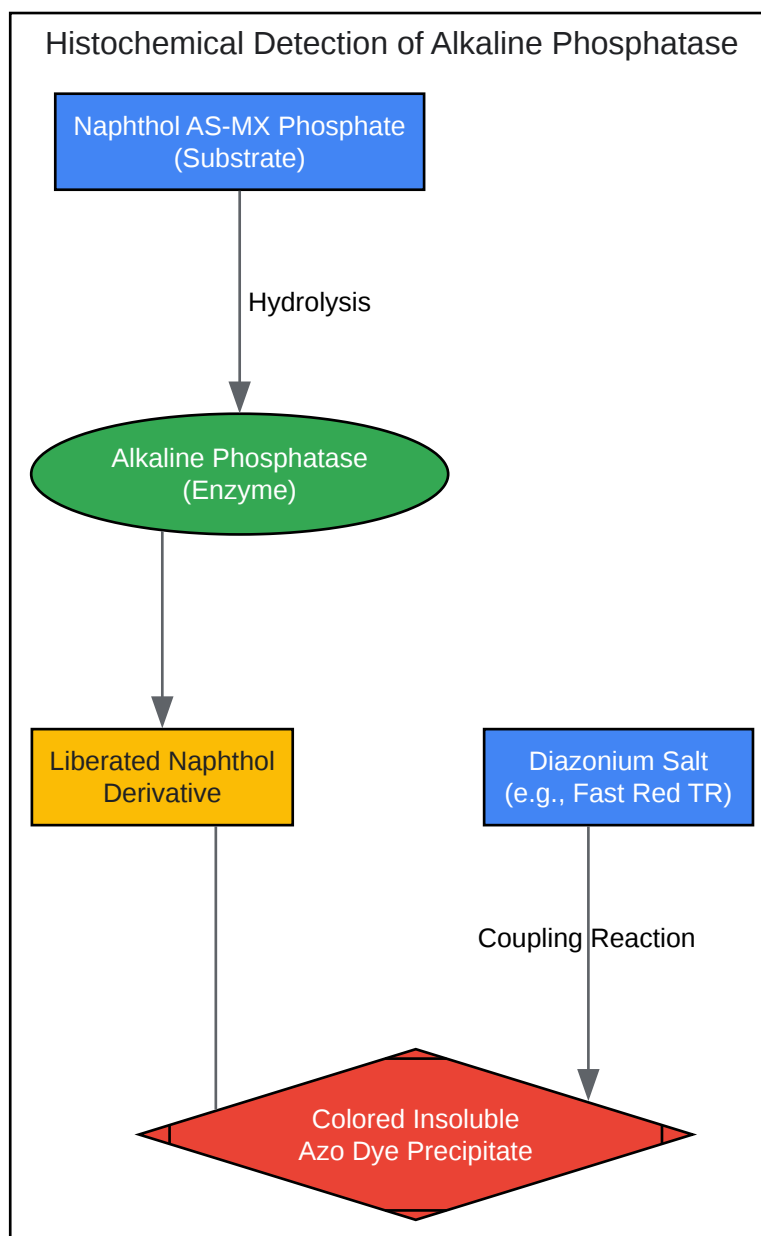 Histochemical Detection of Alkaline Phosphatase
Naphthol AS-MX Phosphate
(Substrate)
Hydrolysis
Alkaline Phosphatase
(Enzyme)
Liberated Naphthol
Derivative
Diazonium Salt
(e.g., Fast Red TR)
Coupling Reaction
Colored Insoluble
Azo Dye Precipitate